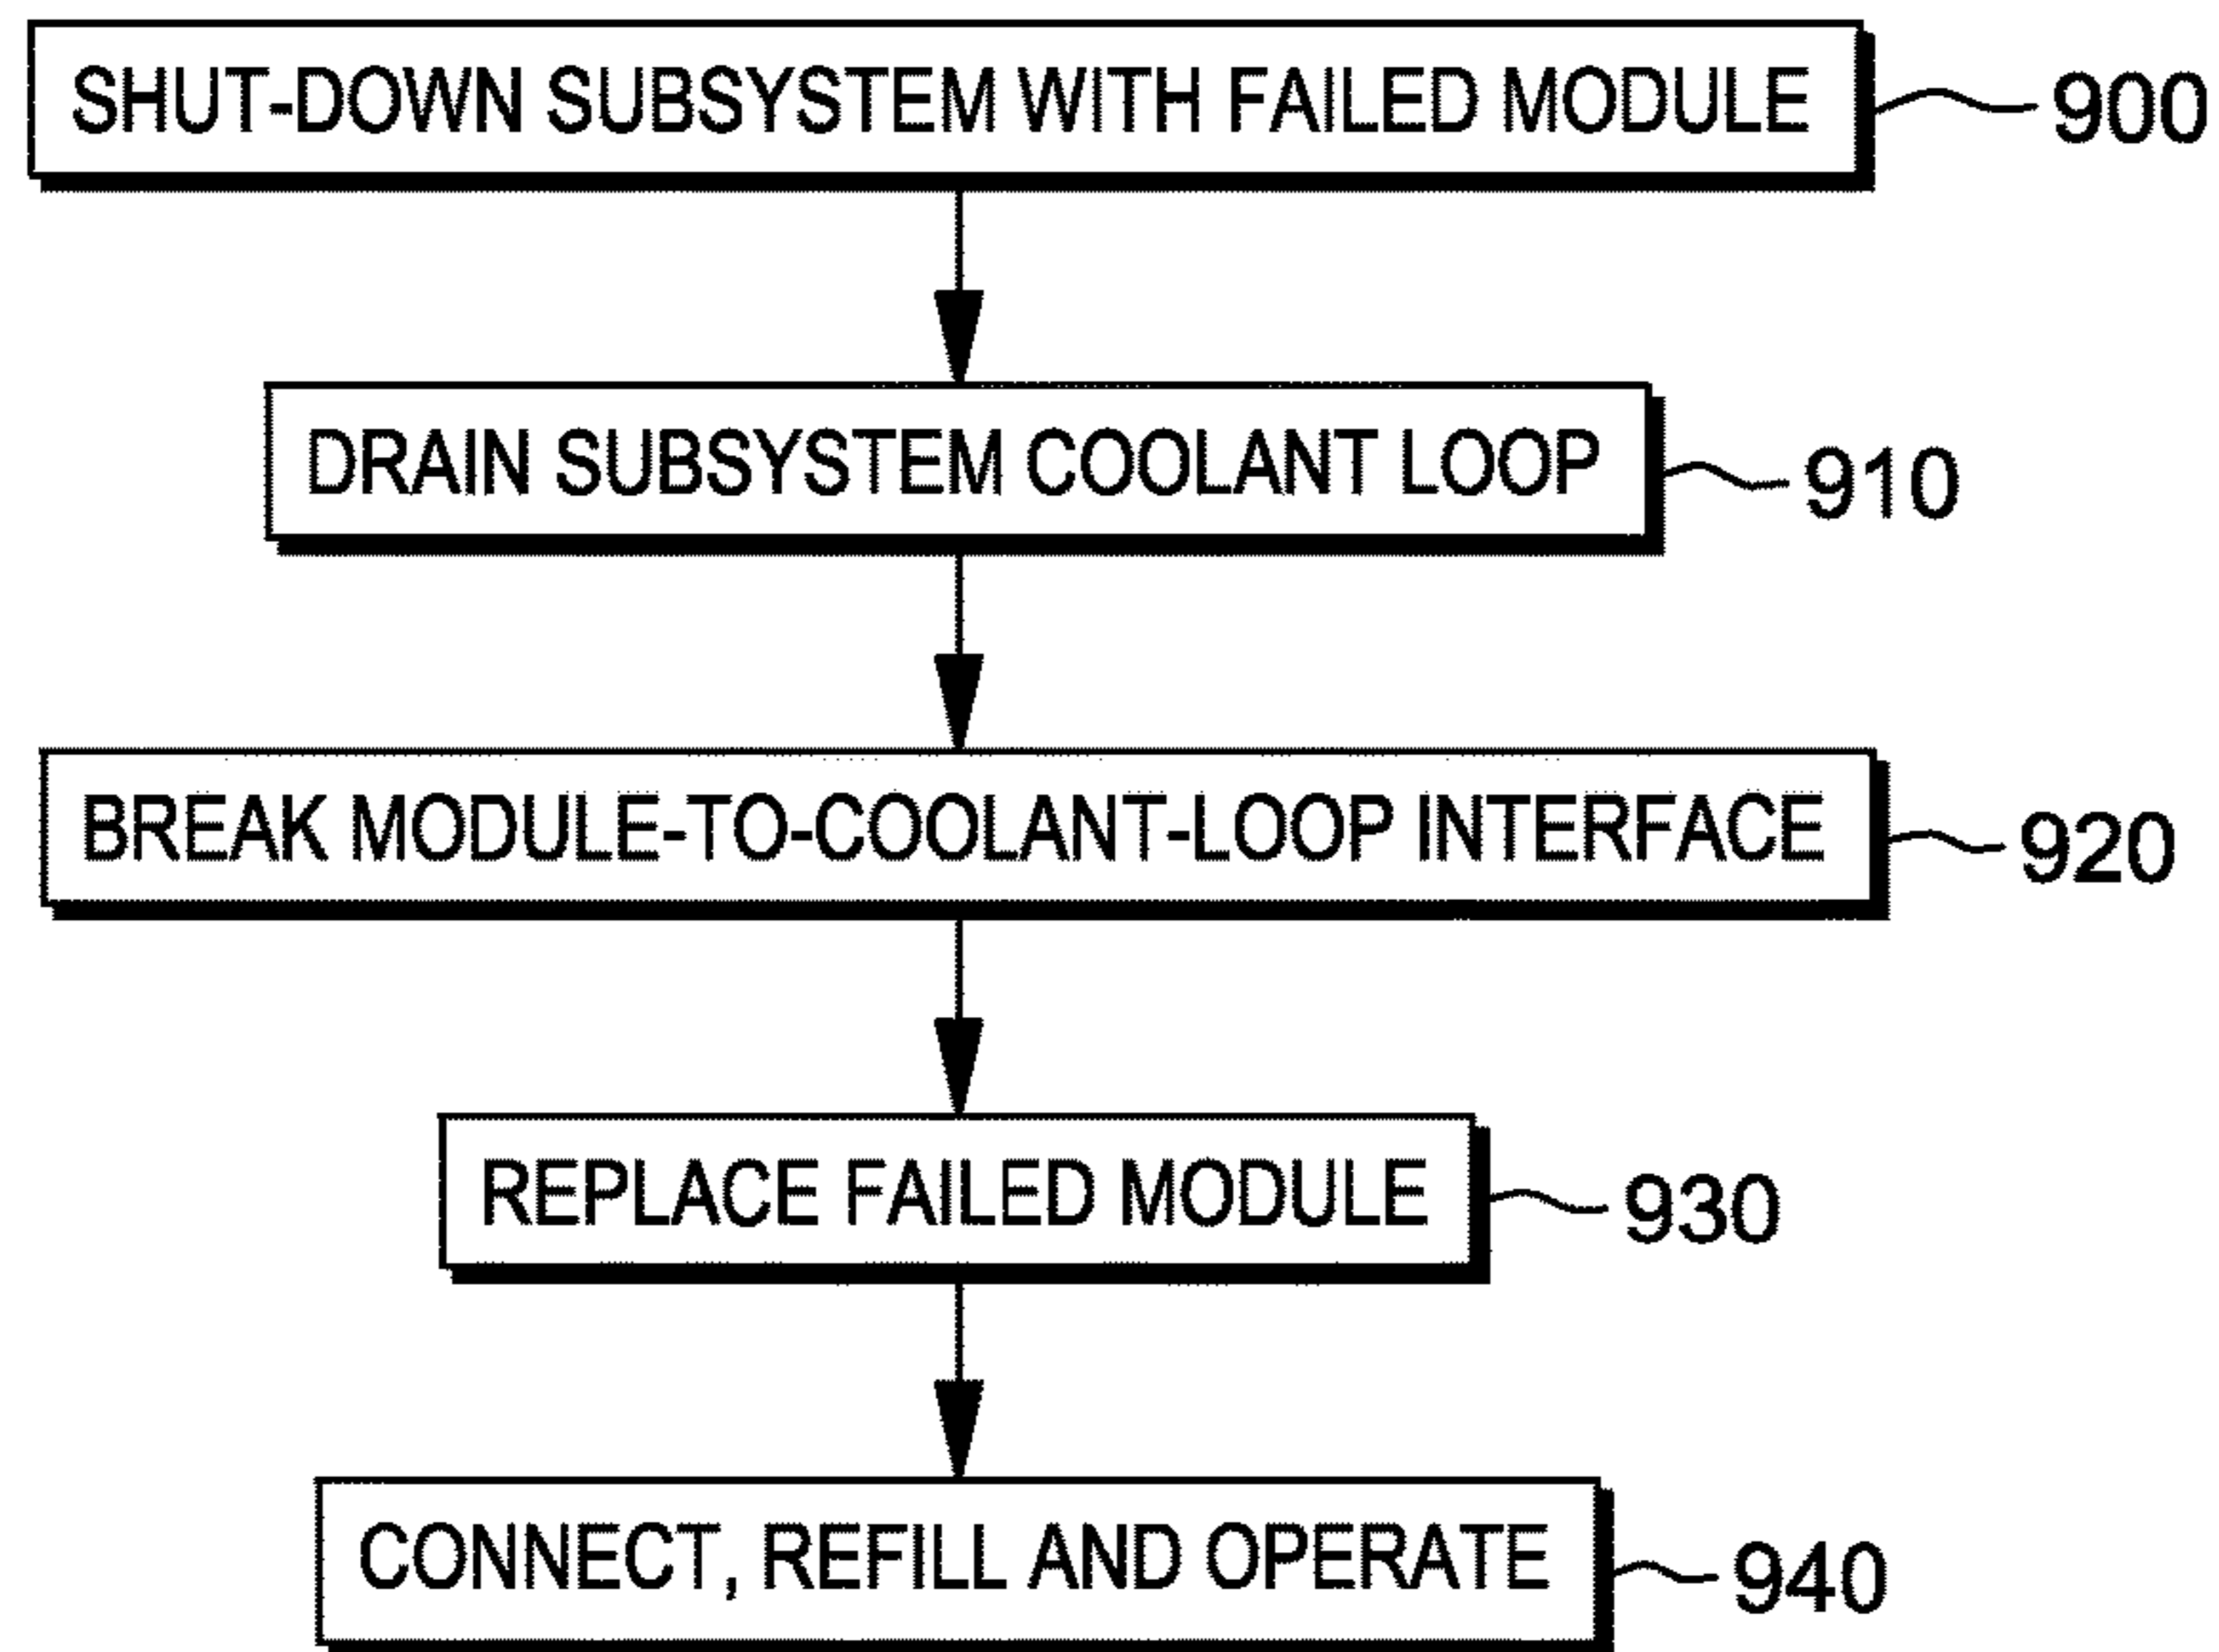 SHUT-DOWN SUBSYSTEM WITH FAILED MODULE 900
DRAIN SUBSYSTEM COOLANT LOOP 910
BREAK MODULE-TO-COOLANT-LOOP INTERFACE 920
REPLACE FAILED MODULE 930
CONNECT, REFILL AND OPERATE 940